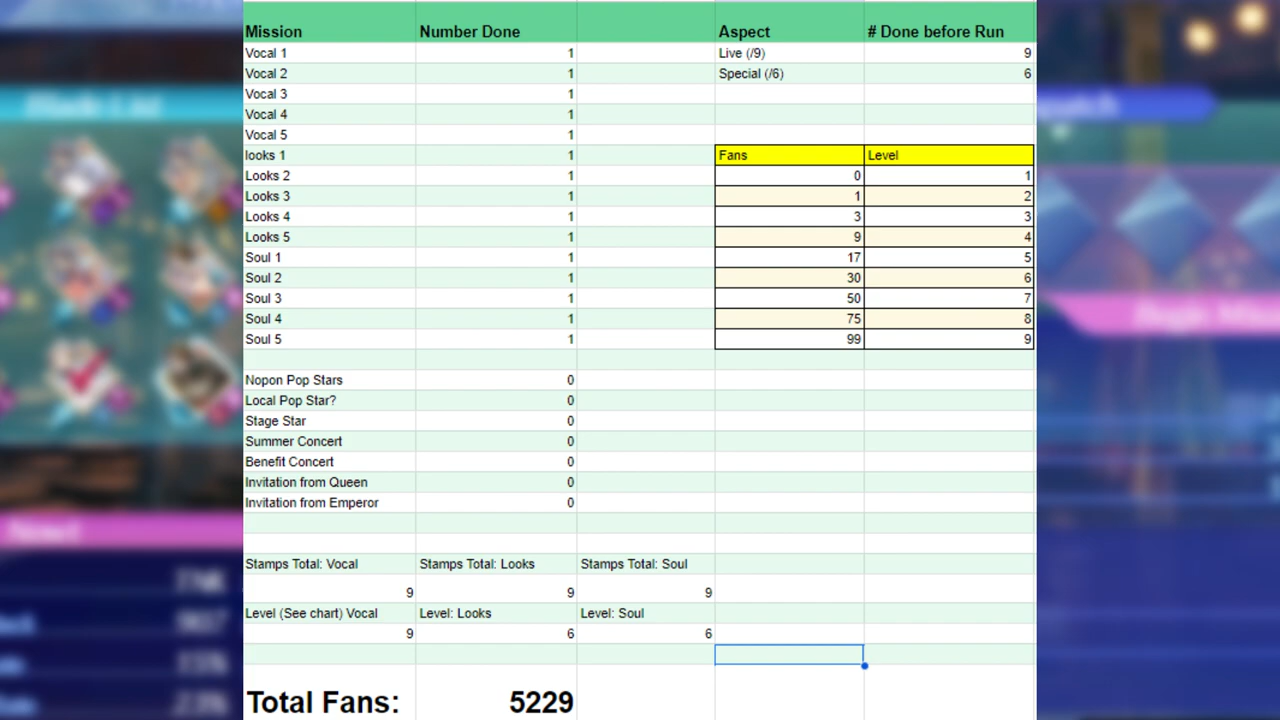 Mission Number Done Aspect # Done before Run
Vocal 1 1 Live (/9) 9
Vocal 2 1 Special (/6) 6
Vocal 3 1
Vocal 4 1
Vocal 5 1
looks 1 1 Fans Level
Looks 2 1 0 1
Looks 3 1 1 2
Looks 4 1 3 3
Looks 5 1 9 4
Soul 1 1 17 5
Soul 2 1 30 6
Soul 3 1 50 7
Soul 4 1 75 8
Soul 5 1 99 9
Nopon Pop Stars 0
Local Pop Star? 0
Stage Star 0
Summer Concert 0
Benefit Concert 0
Invitation from Queen 0
Invitation from Emperor 0
Stamps Total: Vocal Stamps Total: Looks Stamps Total: Soul
9 9 9
Level (See chart) Vocal Level: Looks Level: Soul
9 6 6
Total Fans: 5229